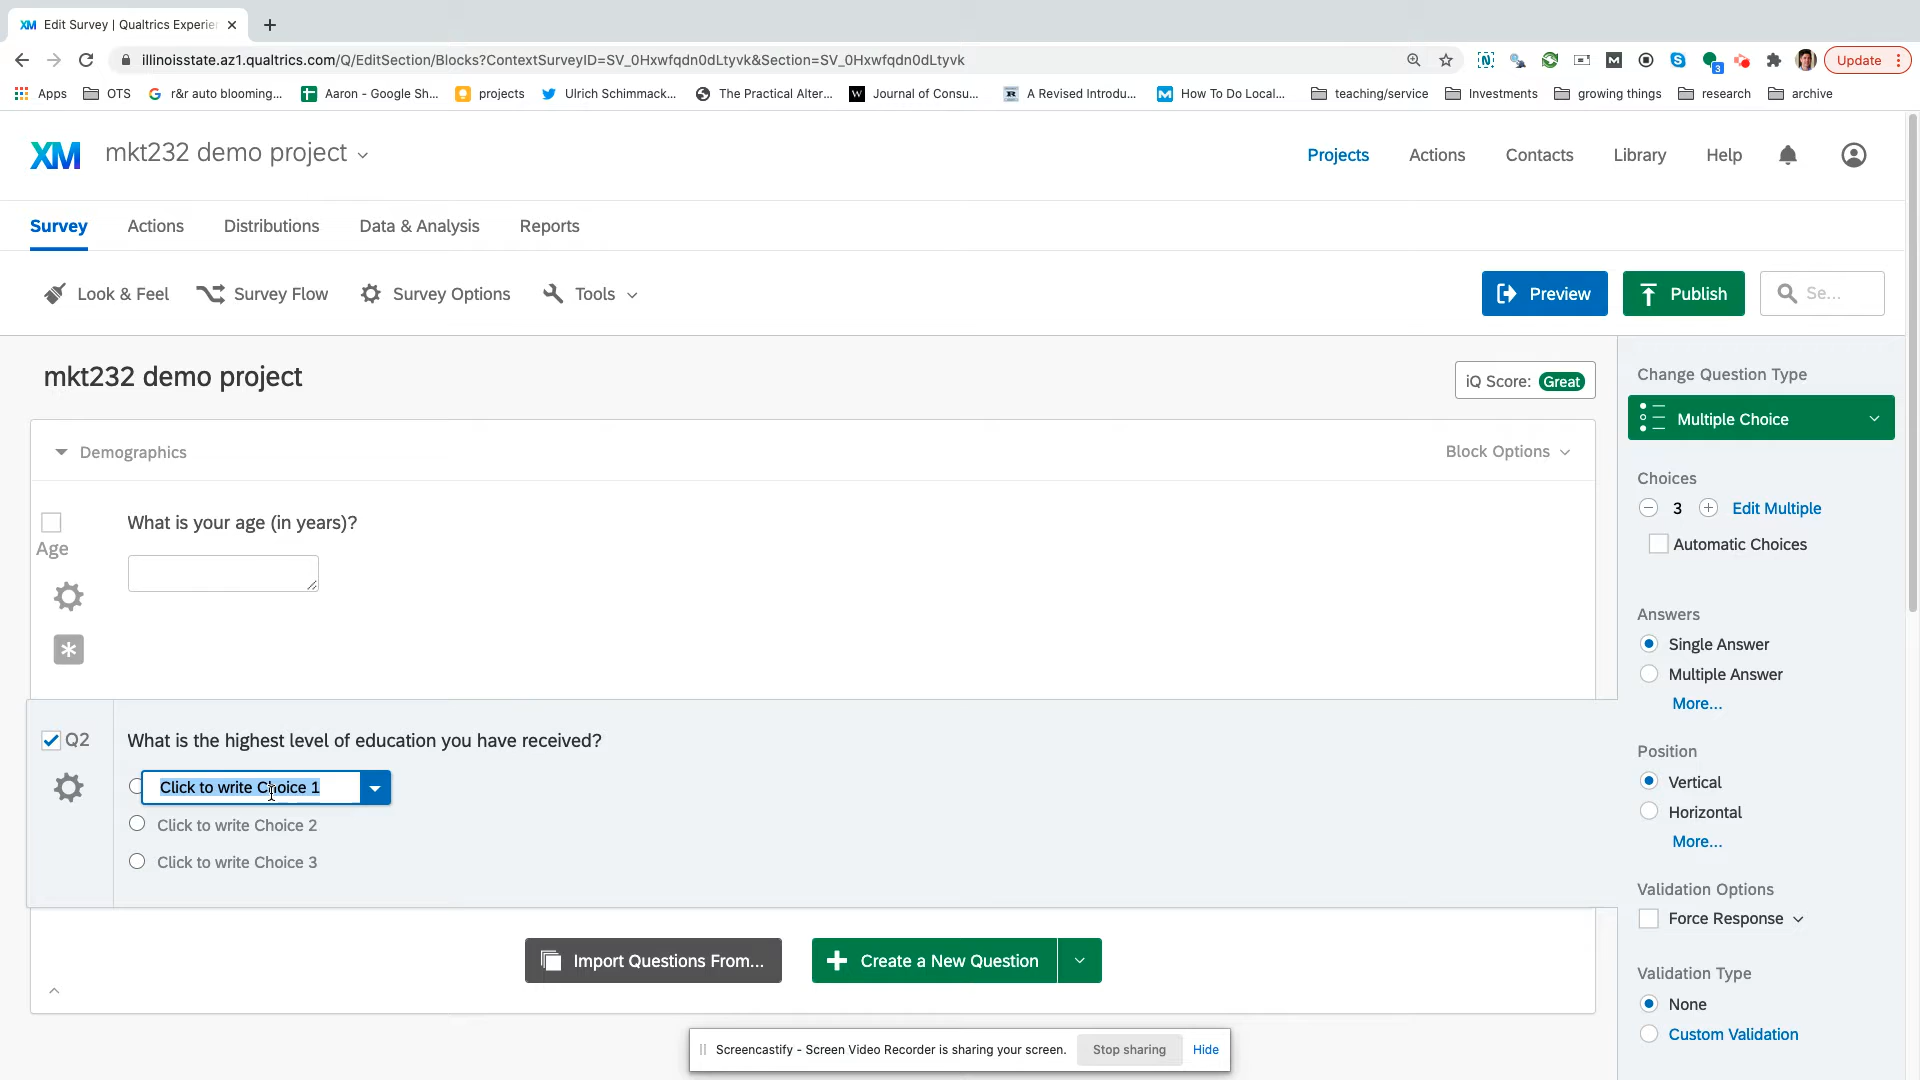 XM Edit Survey | Qualtrics Experie
illinoisstate.az1.qualtrics.com/Q/EditSection/Blocks?ContextSurveyID=SV_0Hxwfqdn0dLtyvk&Section=SV_0Hxwfqdn0dLtyvk
3
Update
Apps OTS r&r auto blooming... Aaron - Google Sh... projects Ulrich Schimmack... The Practical Alter... Journal of Consu... A Revised Introdu... How To Do Local... teaching/service Investments growing things research archive
XM mkt232 demo project
Projects Actions Contacts Library Help
Survey Actions Distributions Data & Analysis Reports
Look & Feel Survey Flow Survey Options Tools
Preview Publish Se...
mkt232 demo project
iQ Score: Great
Demographics
Block Options
Age
What is your age (in years)?
Q2
What is the highest level of education you have received?
Click to write Choice 1
Click to write Choice 2
Click to write Choice 3
Import Questions From...
Create a New Question
Change Question Type
Multiple Choice
Choices
3 Edit Multiple
Automatic Choices
Answers
Single Answer
Multiple Answer
More...
Position
Vertical
Horizontal
More...
Validation Options
Force Response
Validation Type
None
Custom Validation
Screencastify - Screen Video Recorder is sharing your screen. Stop sharing Hide